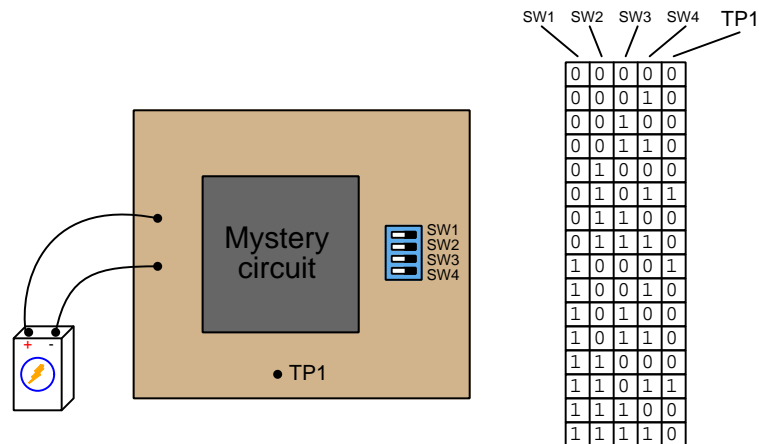 SW1 SW2 SW3 SW4 TP1
0 0 0 0 0
0 0 0 1 0
0 0 1 0 0
0 0 1 1 0
0 1 0 0 0
0 1 0 1 1
0 1 1 0 0
0 1 1 1 0
1 0 0 0 1
1 0 0 1 0
1 0 1 0 0
1 0 1 1 0
1 1 0 0 0
1 1 0 1 1
1 1 1 0 0
1 1 1 1 0
Mystery
circuit
SW1
SW2
SW3
SW4
+ -
TP1